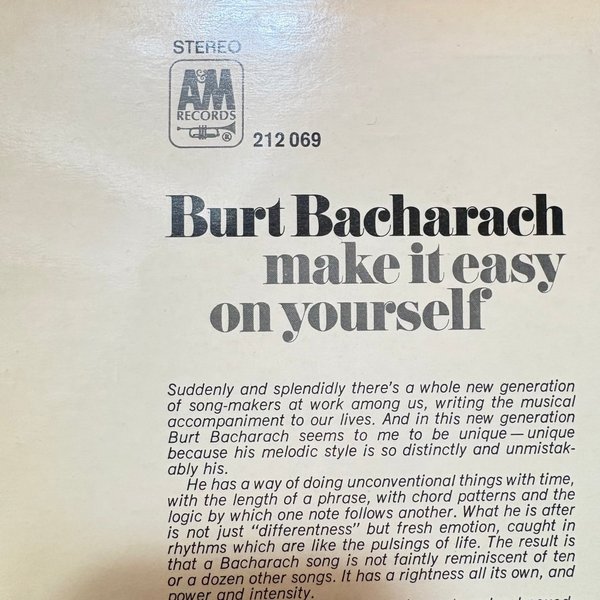 STEREO
A&M
RECORDS
®
212 069
Burt Bacharach
make it easy
on yourself
Suddenly and splendidly there's a whole new generation
of song-makers at work among us, writing the musical
accompaniment to our lives. And in this new generation
Burt Bacharach seems to me to be unique — unique
because his melodic style is so distinctly and unmistak-
ably his.
He has a way of doing unconventional things with time,
with the length of a phrase, with chord patterns and the
logic by which one note follows another. What he is after
is not just "differentness" but fresh emotion, caught in
rhythms which are like the pulsings of life. The result is
that a Bacharach song is not faintly reminiscent of ten
or a dozen other songs. It has a rightness all its own, and
power and intensity.